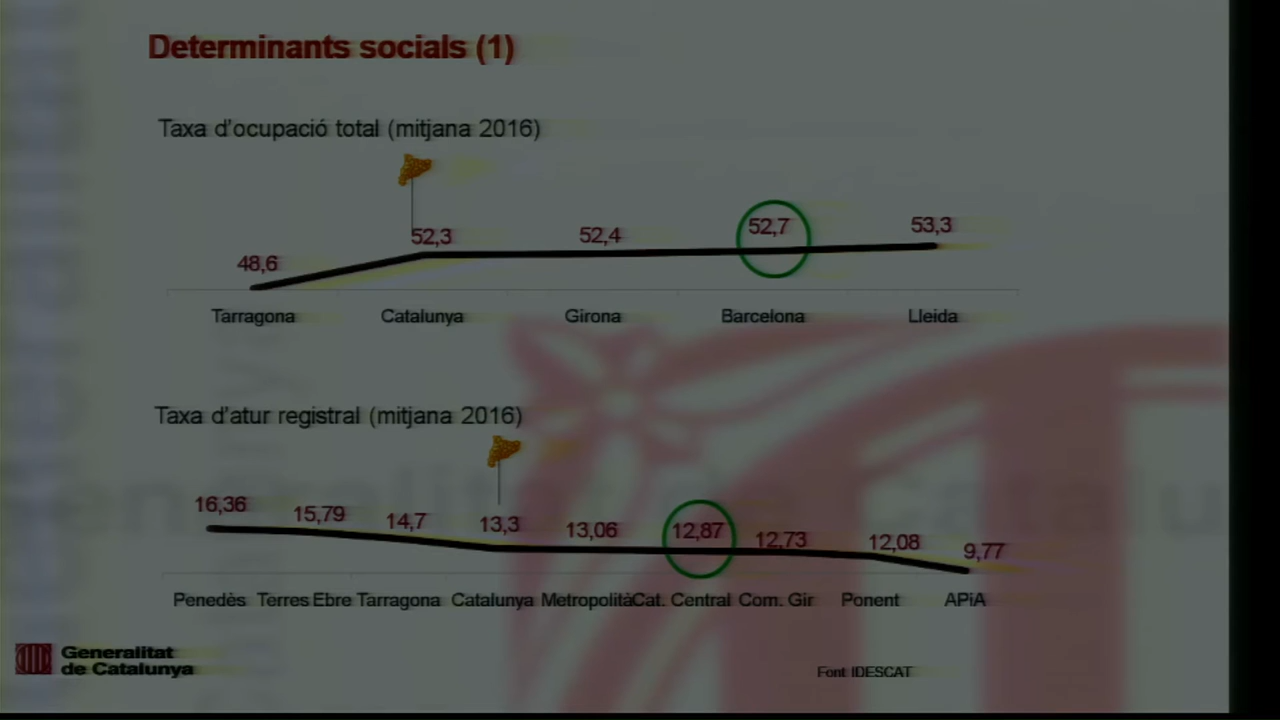 Determinants socials (1)
Taxa d'ocupació total (mitjana 2016)
48,6 52,3 52,4 52,7 53,3
Tarragona Catalunya Girona Barcelona Lleida
Taxa d'atur registral (mitjana 2016)
16,36 15,79 14,7 13,3 13,06 12,87 12,73 12,08 9,77
Penedès Terres Ebre Tarragona Catalunya Metropolità Cat. Central Com. Gir Ponent APiA
Generalitat
de Catalunya
Font: IDESCAT